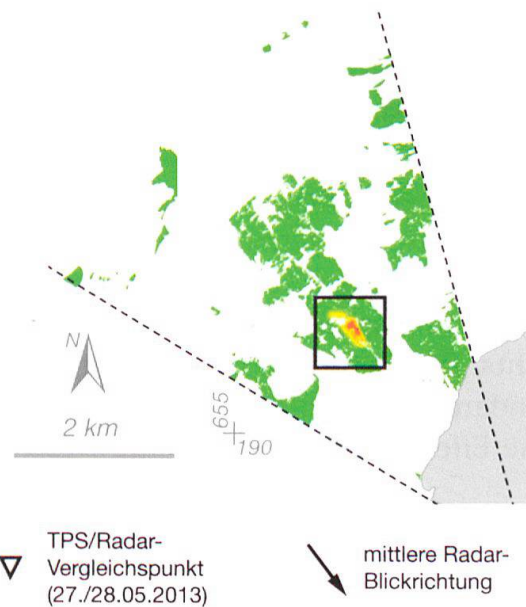 N
2 km
655
190
TPS/Radar-
Vergleichspunkt
(27./28.05.2013)
mittlere Radar-
Blickrichtung